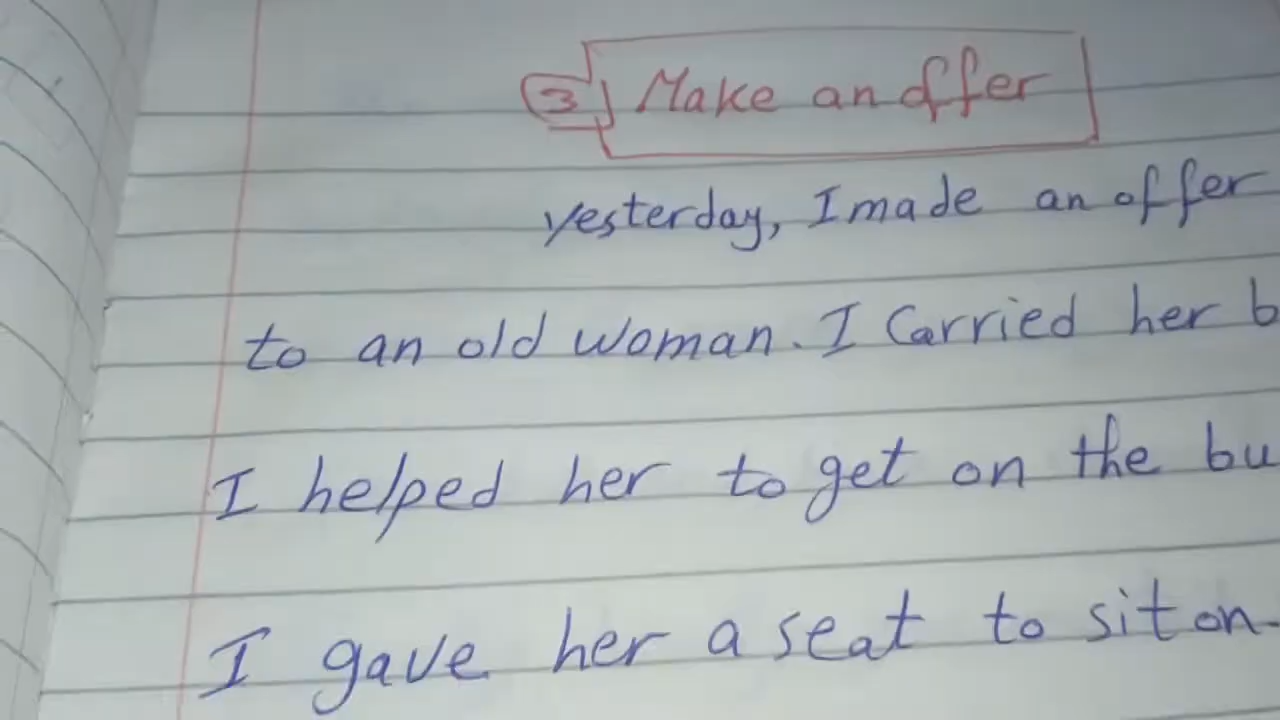 3 Make an offer
yesterday, I made an offer
to an old woman. I Carried her
I helped her to get on the
I gave her a seat to sit on.